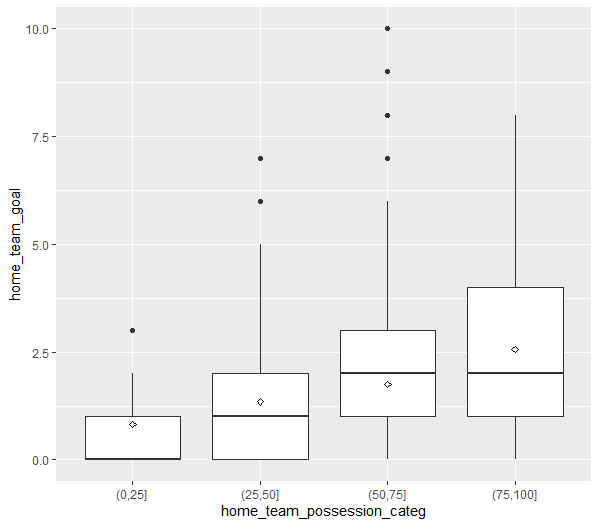 home_team_goal
10.0
7.5
5.0
2.5
0.0
(0,25] (25,50] (50,75] (75,100]
home_team_possession_categ